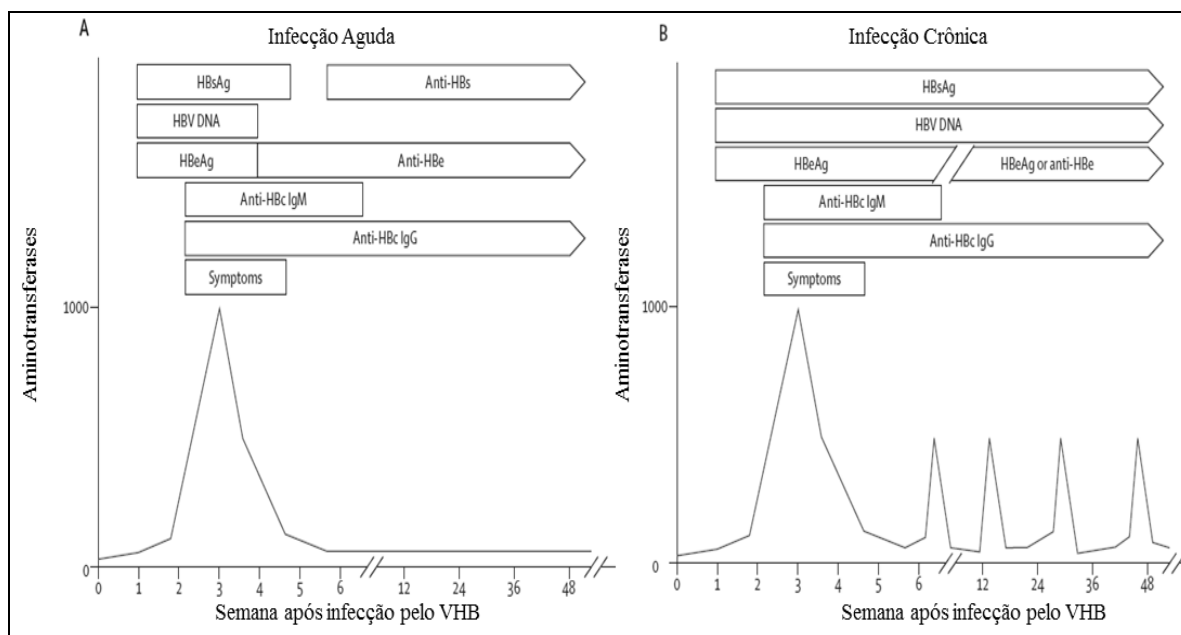 A
Infecção Aguda
HBsAg
Anti-HBs
HBV DNA
HBeAg
Anti-HBe
Anti-HBc IgM
Anti-HBc IgG
Symptoms
Aminotransferases
1000
0
0 1 2 3 4 5 6 12 24 36 48
Semana após infecção pelo VHB
B
Infecção Crônica
HBsAg
HBV DNA
HBeAg
HBeAg or anti-HBe
Anti-HBc IgM
Anti-HBc IgG
Symptoms
Aminotransferases
1000
0
0 1 2 3 4 5 6 12 24 36 48
Semana após infecção pelo VHB